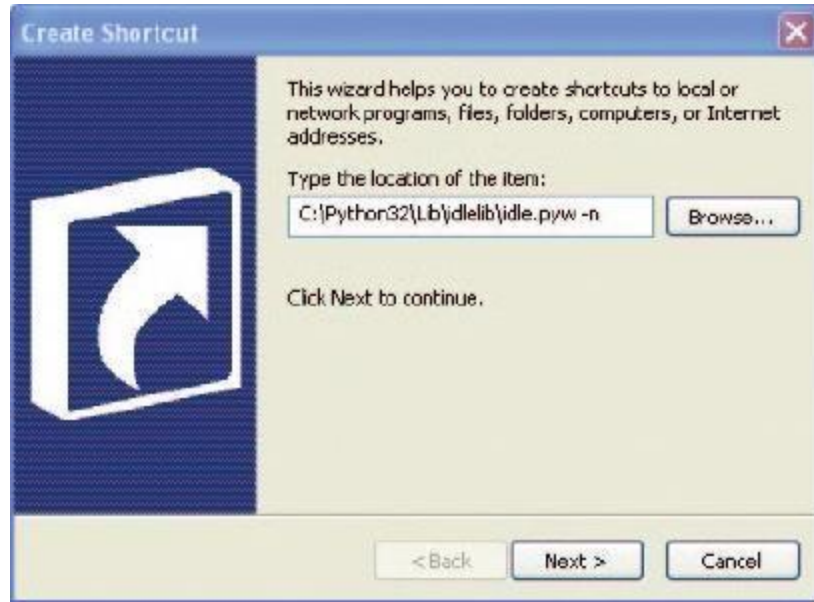 Create Shortcut
This wizard helps you to create shortcuts to local or
network programs, files, folders, computers, or Internet
addresses.
Type the location of the item:
C:\Python32\Lib\idlelib\idle.pyw -n
Browse...
Click Next to continue.
< Back
Next >
Cancel